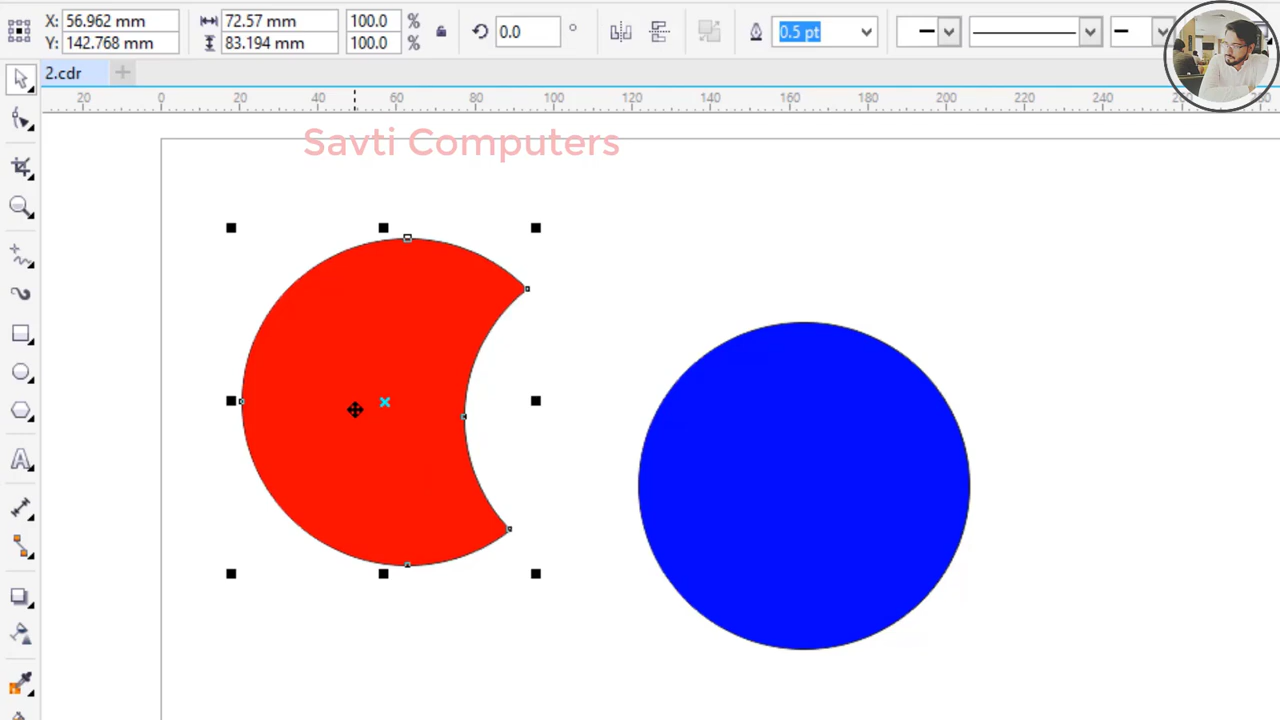 X: 56.962 mm
Y: 142.768 mm
72.57 mm
83.194 mm
100.0 %
100.0 %
0.0 °
0.5 pt
2.cdr
20 0 20 40 60 80 100 120 140 160 180 200 220 240
Savti Computers